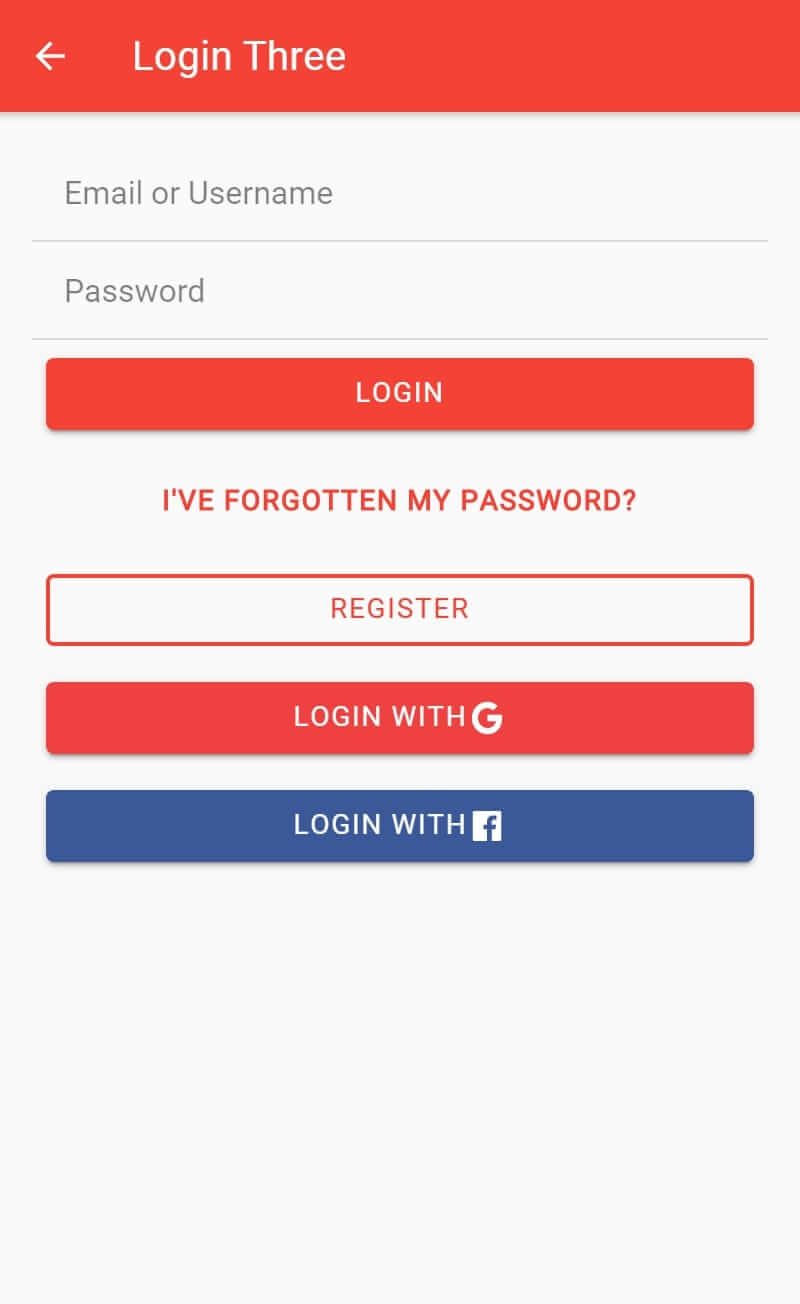 Login Three
Email or Username
Password
LOGIN
I'VE FORGOTTEN MY PASSWORD?
REGISTER
LOGIN WITH G
LOGIN WITH f